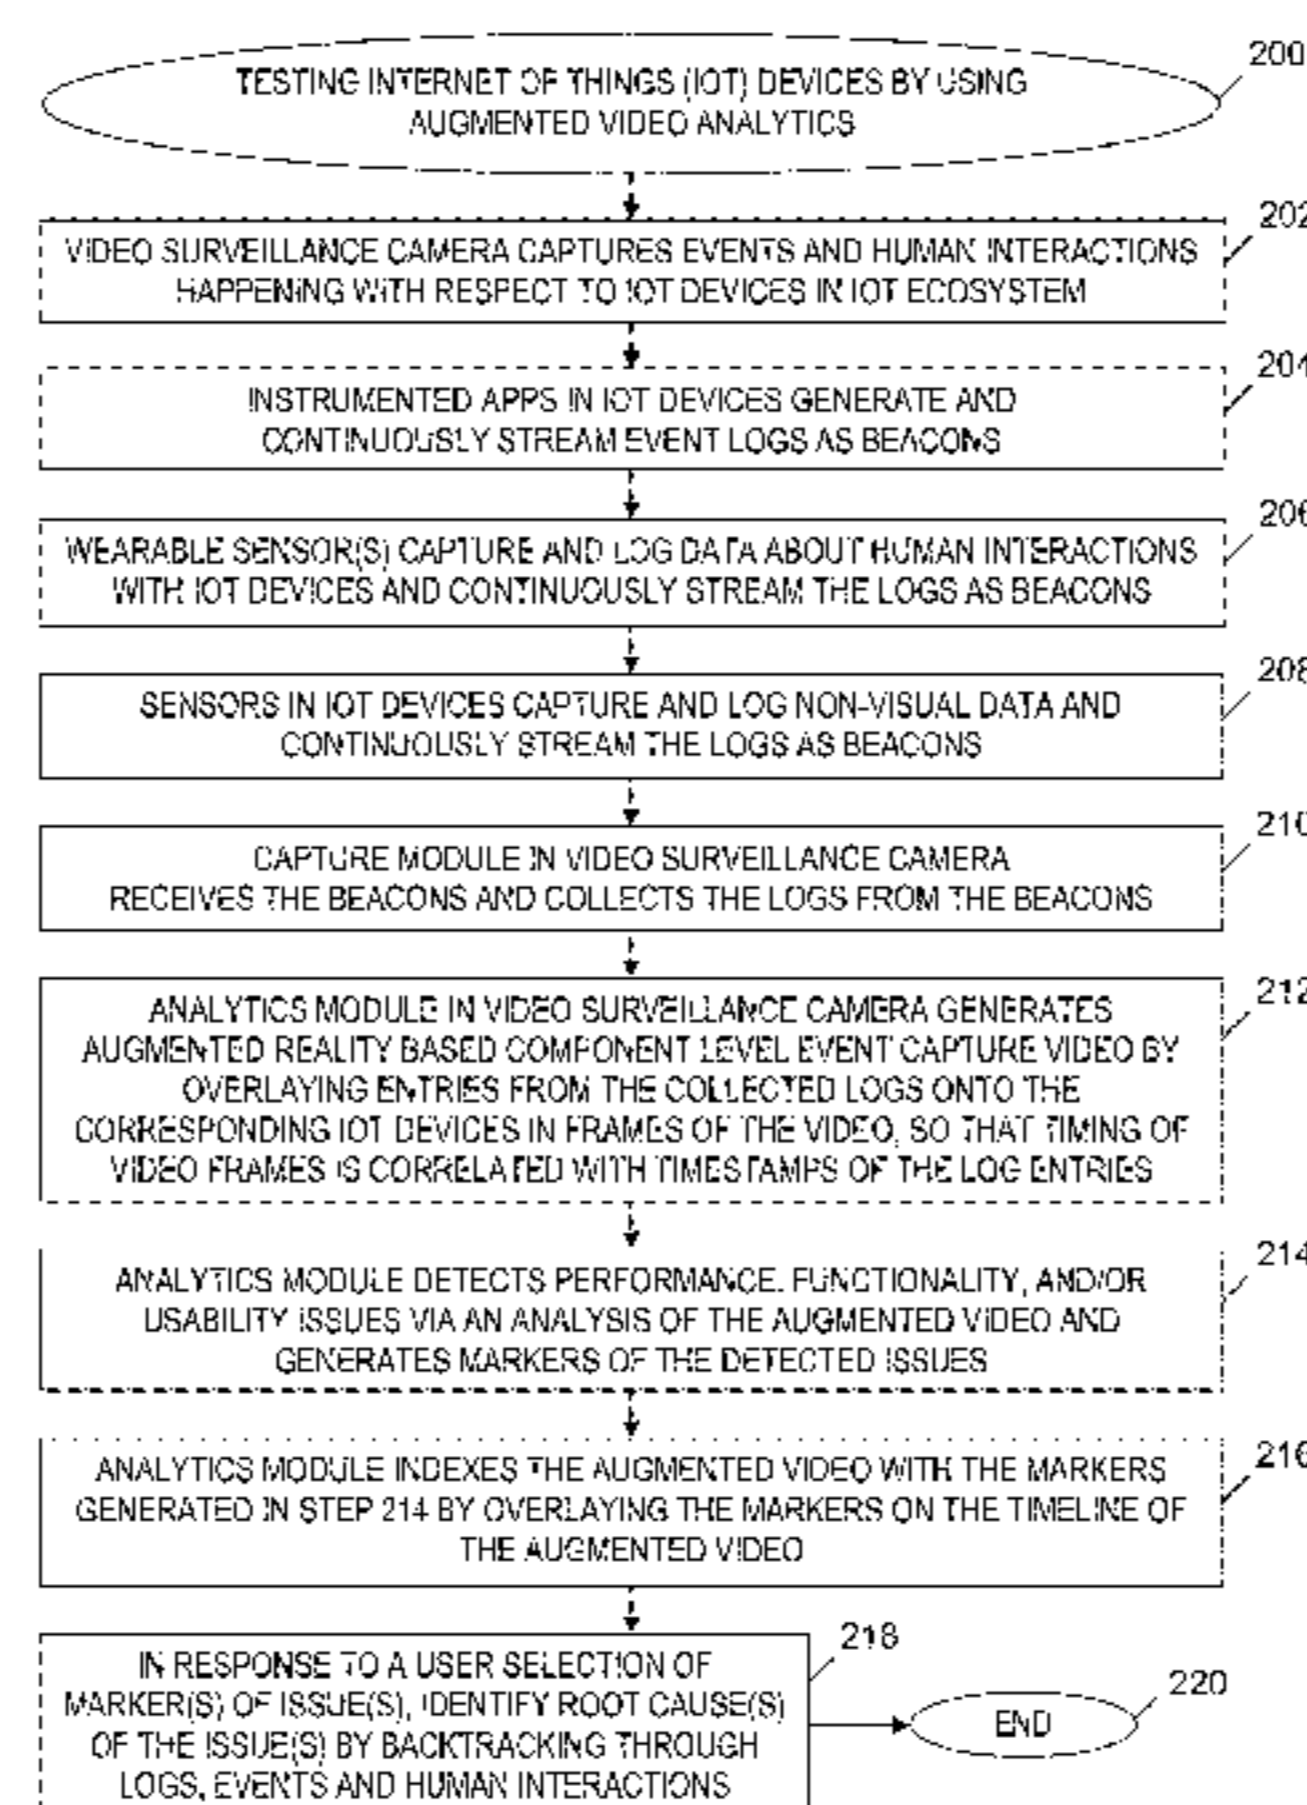 200
TESTING INTERNET OF THINGS (IOT) DEVICES BY USING
AUGMENTED VIDEO ANALYTICS
202
VIDEO SURVEILLANCE CAMERA CAPTURES EVENTS AND HUMAN INTERACTIONS
HAPPENING WITH RESPECT TO IOT DEVICES IN IOT ECOSYSTEM
204
INSTRUMENTED APPS IN IOT DEVICES GENERATE AND
CONTINUOUSLY STREAM EVENT LOGS AS BEACONS
206
WEARABLE SENSOR(S) CAPTURE AND LOG DATA ABOUT HUMAN INTERACTIONS
WITH IOT DEVICES AND CONTINUOUSLY STREAM THE LOGS AS BEACONS
208
SENSORS IN IOT DEVICES CAPTURE AND LOG NON-VISUAL DATA AND
CONTINUOUSLY STREAM THE LOGS AS BEACONS
210
CAPTURE MODULE IN VIDEO SURVEILLANCE CAMERA
RECEIVES THE BEACONS AND COLLECTS THE LOGS FROM THE BEACONS
212
ANALYTICS MODULE IN VIDEO SURVEILLANCE CAMERA GENERATES
AUGMENTED REALITY BASED COMPONENT LEVEL EVENT CAPTURE VIDEO BY
OVERLAYING ENTRIES FROM THE COLLECTED LOGS ONTO THE
CORRESPONDING IOT DEVICES IN FRAMES OF THE VIDEO, SO THAT TIMING OF
VIDEO FRAMES IS CORRELATED WITH TIMESTAMPS OF THE LOG ENTRIES
214
ANALYTICS MODULE DETECTS PERFORMANCE, FUNCTIONALITY, AND/OR
USABILITY ISSUES VIA AN ANALYSIS OF THE AUGMENTED VIDEO AND
GENERATES MARKERS OF THE DETECTED ISSUES
216
ANALYTICS MODULE INDEXES THE AUGMENTED VIDEO WITH THE MARKERS
GENERATED IN STEP 214 BY OVERLAYING THE MARKERS ON THE TIMELINE OF
THE AUGMENTED VIDEO
218
IN RESPONSE TO A USER SELECTION OF
MARKER(S) OF ISSUE(S), IDENTIFY ROOT CAUSE(S)
OF THE ISSUE(S) BY BACKTRACKING THROUGH
LOGS, EVENTS AND HUMAN INTERACTIONS
220
END